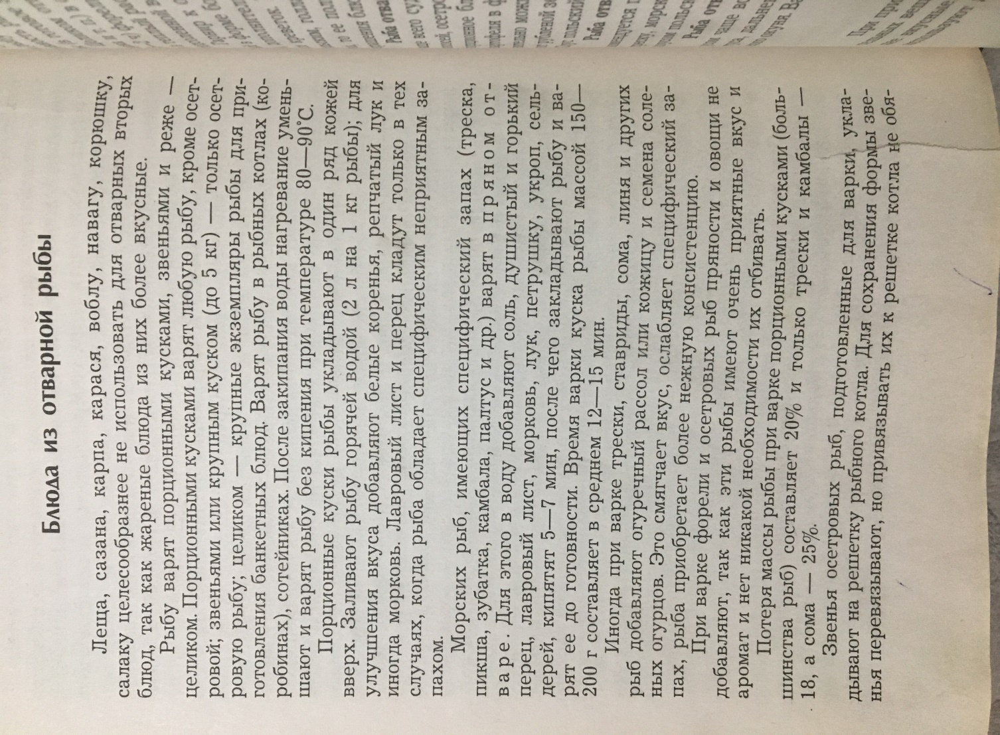 Блюда из отварной рыбы
Леща, сазана, карпа, карася, воблу, навагу, корюшку,
салаку целесообразнее не использовать для отварных вторых
блюд, так как жареные блюда из них более вкусные.
Рыбу варят порционными кусками, звеньями и реже —
целиком. Порционными кусками варят любую рыбу, кроме осет-
ровой; звеньями или крупным куском (до 5 кг) — только осет-
ровую рыбу; целиком — крупные экземпляры рыбы для при-
готовления банкетных блюд. Варят рыбу в рыбных котлах (ко-
робинах), сотейниках. После закипания воды нагревание умень-
шают и варят рыбу без кипения при температуре 80—90°С.
Порционные куски рыбы укладывают в один ряд кожей
вверх. Заливают рыбу горячей водой (2 л на 1 кг рыбы); для
улучшения вкуса добавляют белые коренья, репчатый лук и
иногда морковь. Лавровый лист и перец кладут только в тех
случаях, когда рыба обладает специфическим неприятным за-
пахом.
Морских рыб, имеющих специфический запах (треска,
пикша, зубатка, камбала, палтус и др.) варят в пряном от-
варе. Для этого в воду добавляют соль, душистый и горький
перец, лавровый лист, морковь, лук, петрушку, укроп, сель-
дерей, кипятят 5—7 мин, после чего закладывают рыбу и ва-
рят ее до готовности. Время варки куска рыбы массой 150—
200 г составляет в среднем 12—15 мин.
Иногда при варке трески, ставриды, сома, линя и других
рыб добавляют огуречный рассол или кожицу и семена соле-
ных огурцов. Это смягчает вкус, ослабляет специфический за-
пах, рыба приобретает более нежную консистенцию.
При варке форели и осетровых рыб пряности и овощи не
добавляют, так как эти рыбы имеют очень приятные вкус и
аромат и нет никакой необходимости их отбивать.
Потеря массы рыбы при варке порционными кусками (боль-
шинства рыб) составляет 20% и только трески и камбалы —
18, а сома — 25%.
Звенья осетровых рыб, подготовленные для варки, укла-
дывают на решетку рыбного котла. Для сохранения формы зве-
нья перевязывают, но привязывать их к решетке котла не обя-